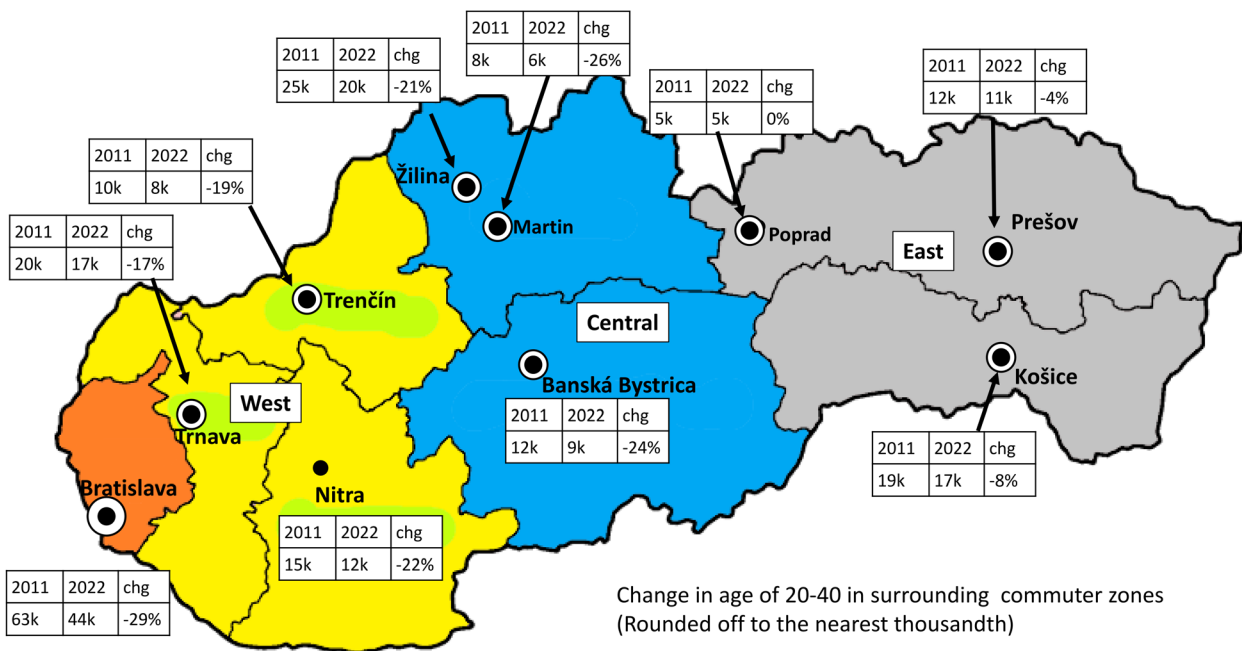 2011 2022 chg
8k 6k -26%
2011 2022 chg
25k 20k -21%
2011 2022 chg
12k 11k -4%
2011 2022 chg
5k 5k 0%
2011 2022 chg
10k 8k -19%
Žilina
Martin
Poprad
Prešov
East
2011 2022 chg
20k 17k -17%
Trenčín
Central
Banská Bystrica
Košice
West
Trnava
2011 2022 chg
12k 9k -24%
2011 2022 chg
19k 17k -8%
Bratislava
Nitra
2011 2022 chg
15k 12k -22%
2011 2022 chg
63k 44k -29%
Change in age of 20-40 in surrounding commuter zones
(Rounded off to the nearest thousandth)